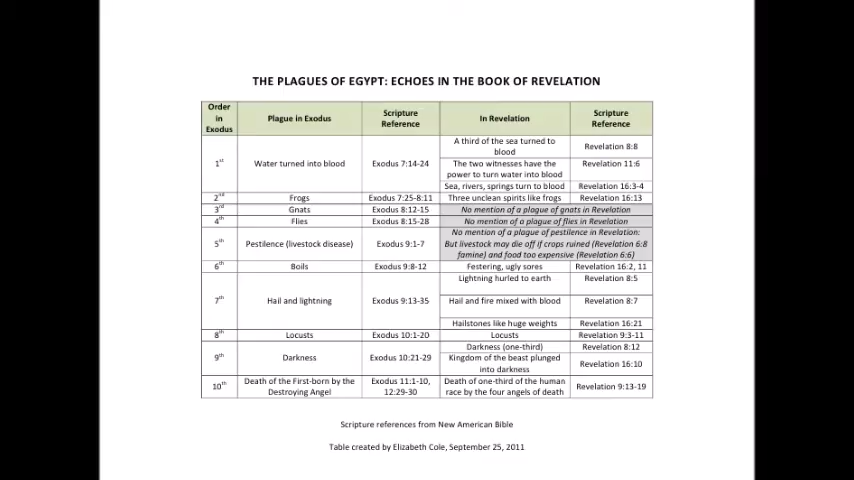 THE PLAGUES OF EGYPT: ECHOES IN THE BOOK OF REVELATION
Order in Exodus Plague in Exodus Scripture Reference In Revelation Scripture Reference
1st Water turned into blood Exodus 7:14-24 A third of the sea turned to blood Revelation 8:8
The two witnesses have the power to turn water into blood Revelation 11:6
Sea, rivers, springs turn to blood Revelation 16:3-4
2nd Frogs Exodus 7:25-8:11 Three unclean spirits like frogs Revelation 16:13
3rd Gnats Exodus 8:12-15 No mention of a plague of gnats in Revelation
4th Flies Exodus 8:15-28 No mention of a plague of flies in Revelation
5th Pestilence (livestock disease) Exodus 9:1-7 No mention of a plague of pestilence in Revelation: But livestock may die off if crops ruined (Revelation 6:8 famine) and food too expensive (Revelation 6:6)
6th Boils Exodus 9:8-12 Festering, ugly sores Revelation 16:2, 11
7th Hail and lightning Exodus 9:13-35 Lightning hurled to earth Revelation 8:5
Hail and fire mixed with blood Revelation 8:7
Hailstones like huge weights Revelation 16:21
8th Locusts Exodus 10:1-20 Locusts Revelation 9:3-11
9th Darkness Exodus 10:21-29 Darkness (one-third) Revelation 8:12
Kingdom of the beast plunged into darkness Revelation 16:10
10th Death of the First-born by the Destroying Angel Exodus 11:1-10, 12:29-30 Death of one-third of the human race by the four angels of death Revelation 9:13-19
Scripture references from New American Bible
Table created by Elizabeth Cole, September 25, 2011